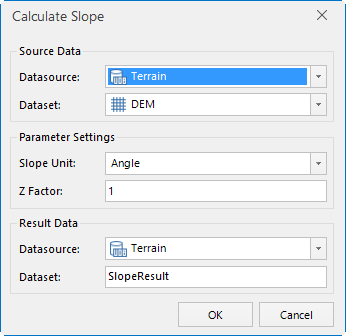 Calculate Slope
Source Data
Datasource: Terrain
Dataset: DEM
Parameter Settings
Slope Unit: Angle
Z Factor: 1
Result Data
Datasource: Terrain
Dataset: SlopeResult
OK Cancel